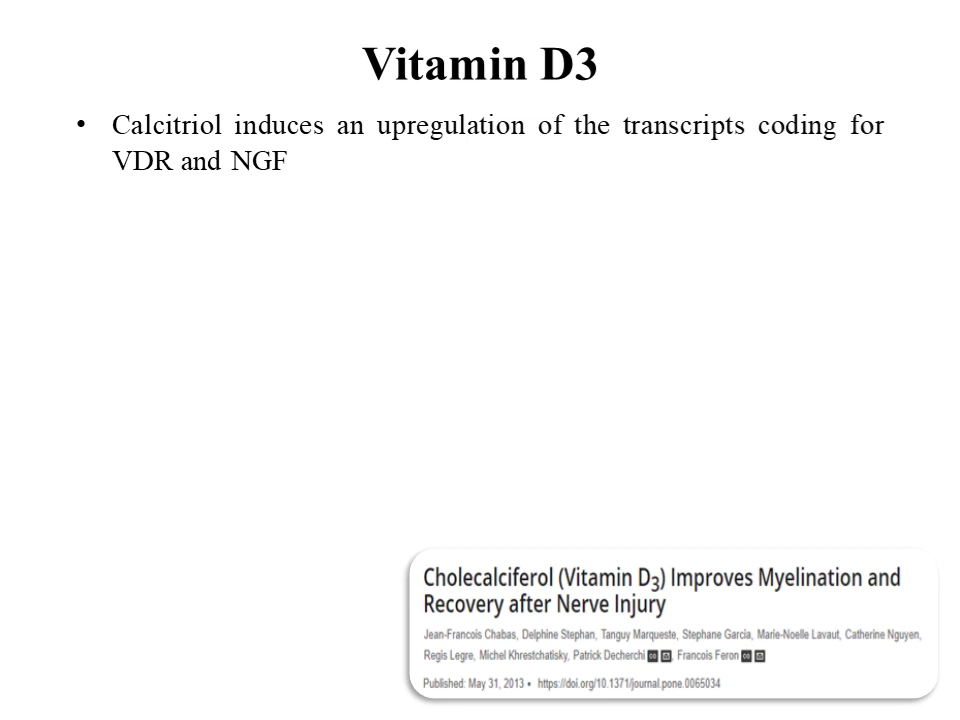 Vitamin D3
• Calcitriol induces an upregulation of the transcripts coding for
VDR and NGF
Cholecalciferol (Vitamin D3) Improves Myelination and
Recovery after Nerve Injury
Jean-Francois Chabas, Delphine Stephan, Tanguy Marqueste, Stephane Garcia, Marie-Noelle Lavaut, Catherine Nguyen,
Regis Legre, Michel Khrestchatisky, Patrick Decherchi, Francois Feron
Published: May 31, 2013 • https://doi.org/10.1371/journal.pone.0065034